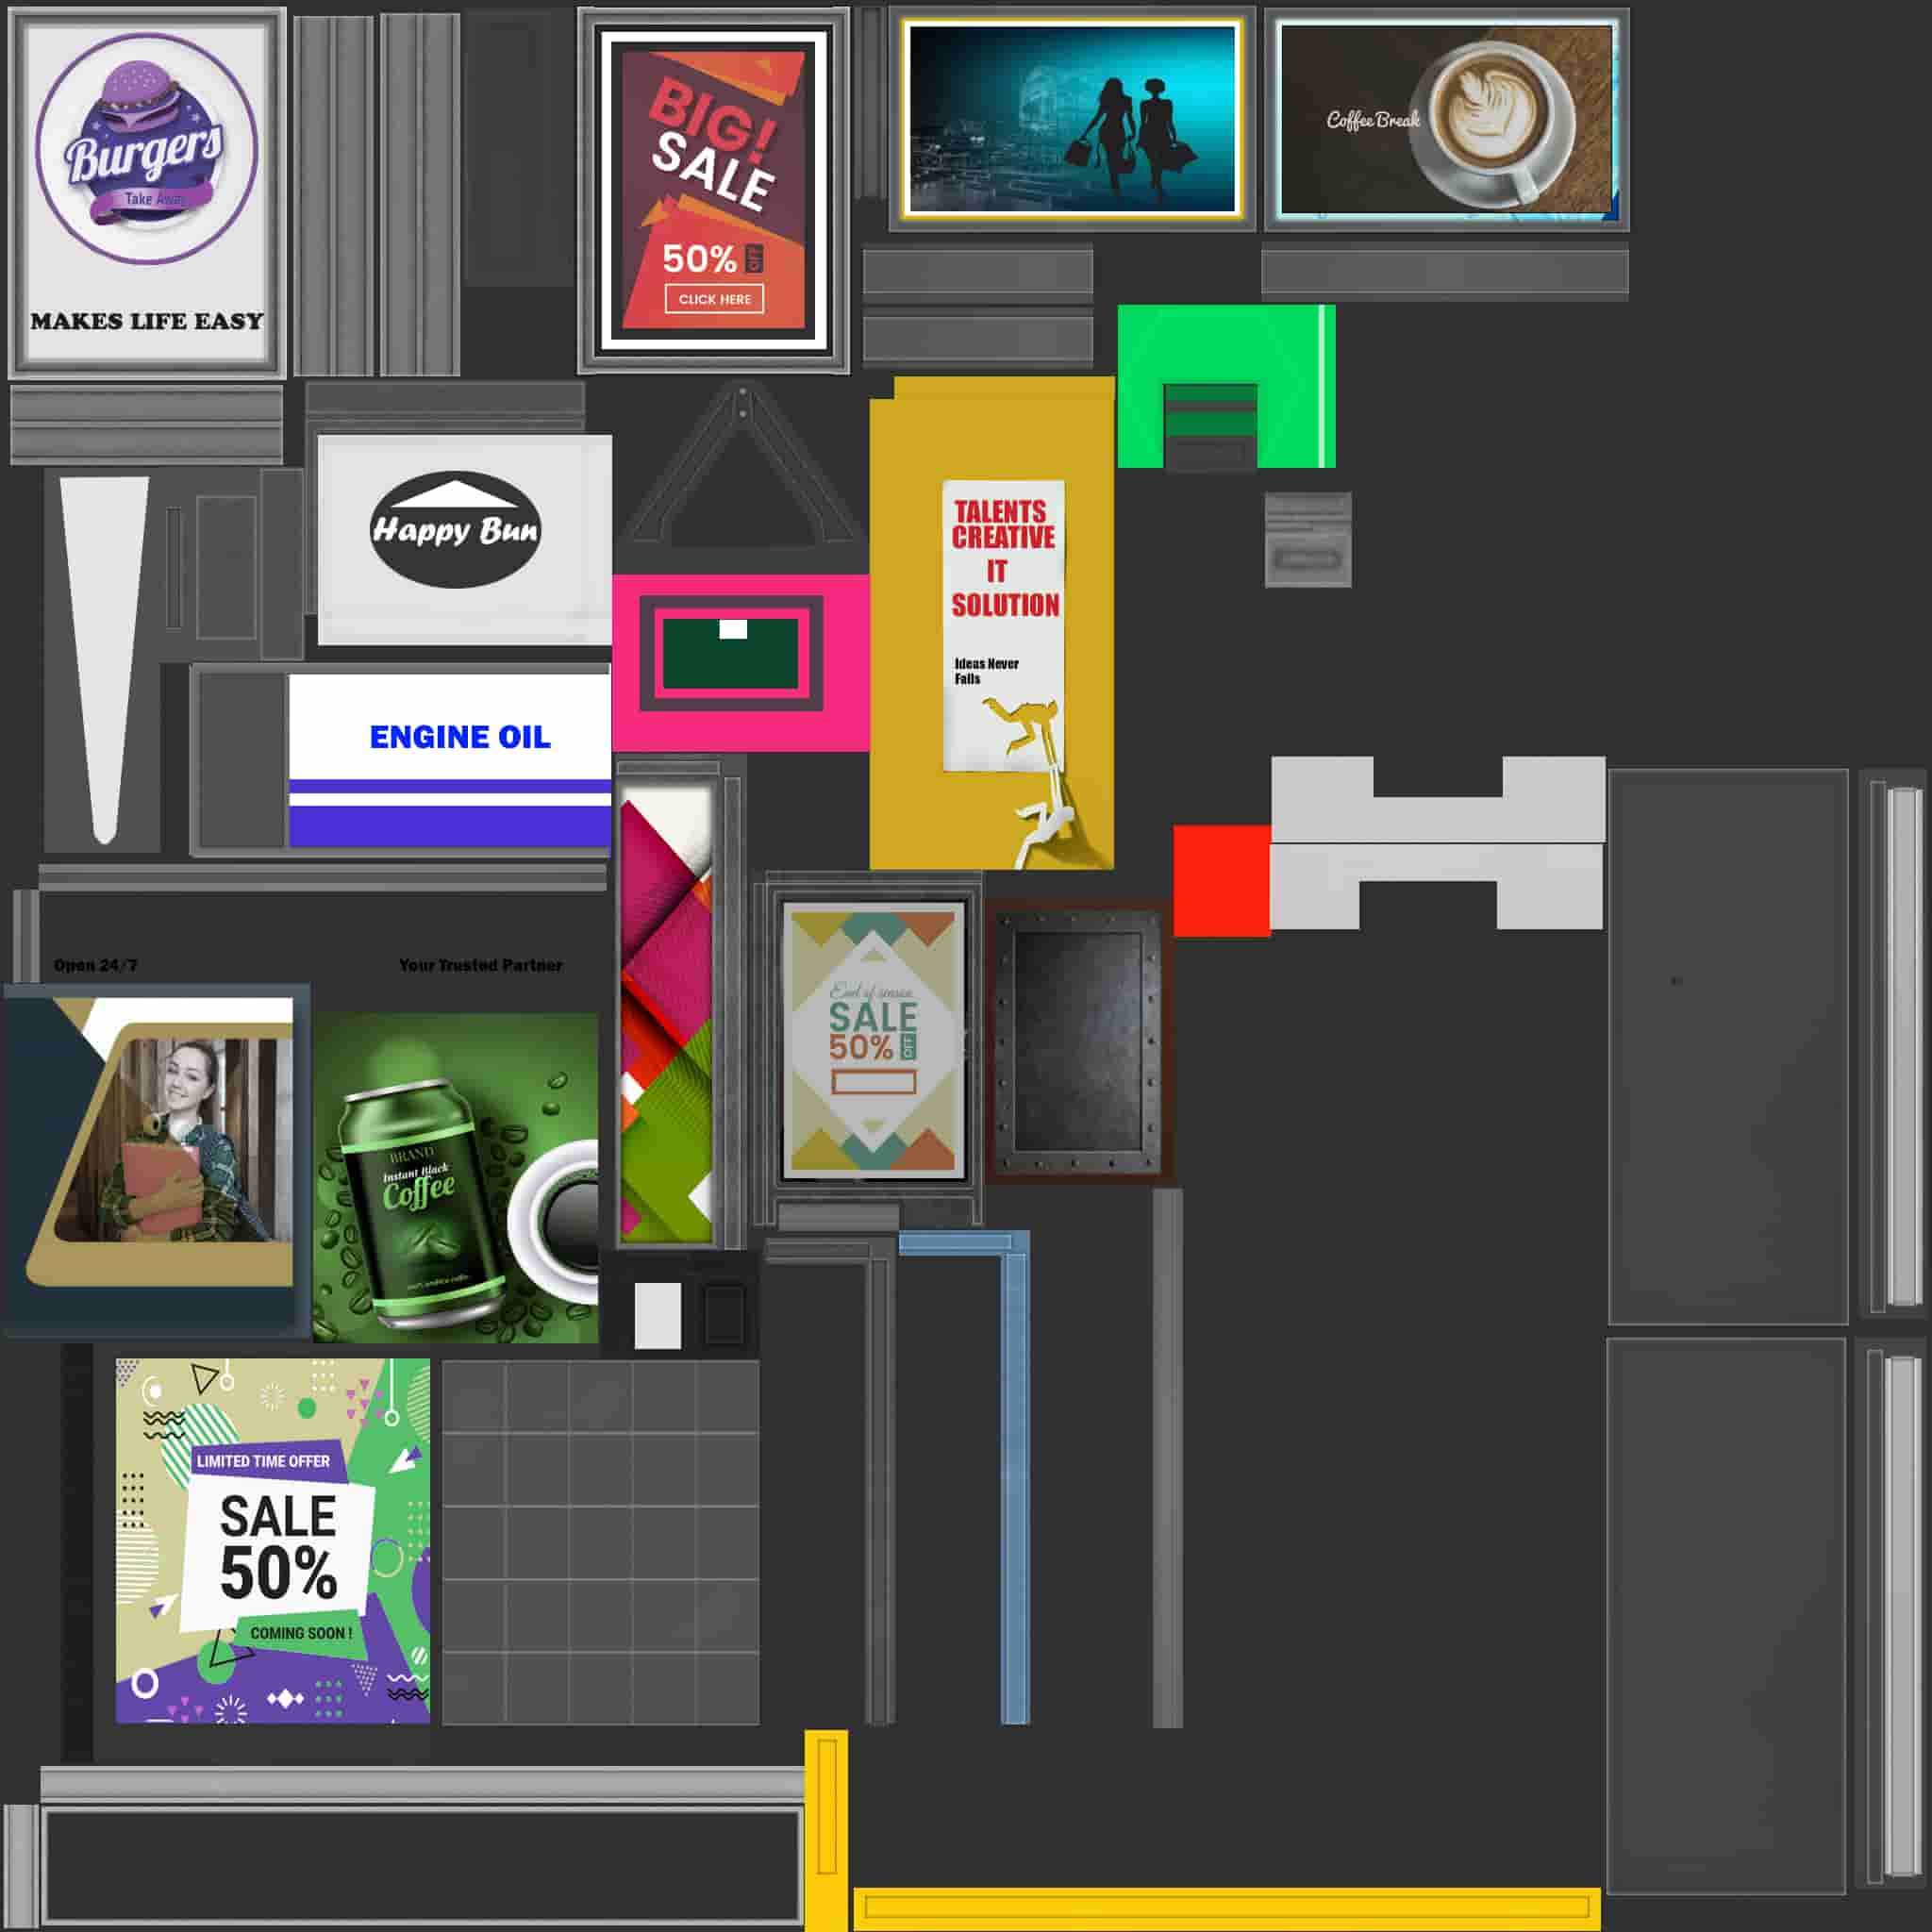 Burgers
Take Away
MAKES LIFE EASY
BIG!
SALE
50% OFF
CLICK HERE
Coffee Break
Happy Bun
TALENTS
CREATIVE
IT
SOLUTION
Ideas Never
Fails
ENGINE OIL
Open 24/7
Your Trusted Partner
End of season
SALE
50% OFF
BRAND
Instant Black
Coffee
LIMITED TIME OFFER
SALE
50%
COMING SOON !